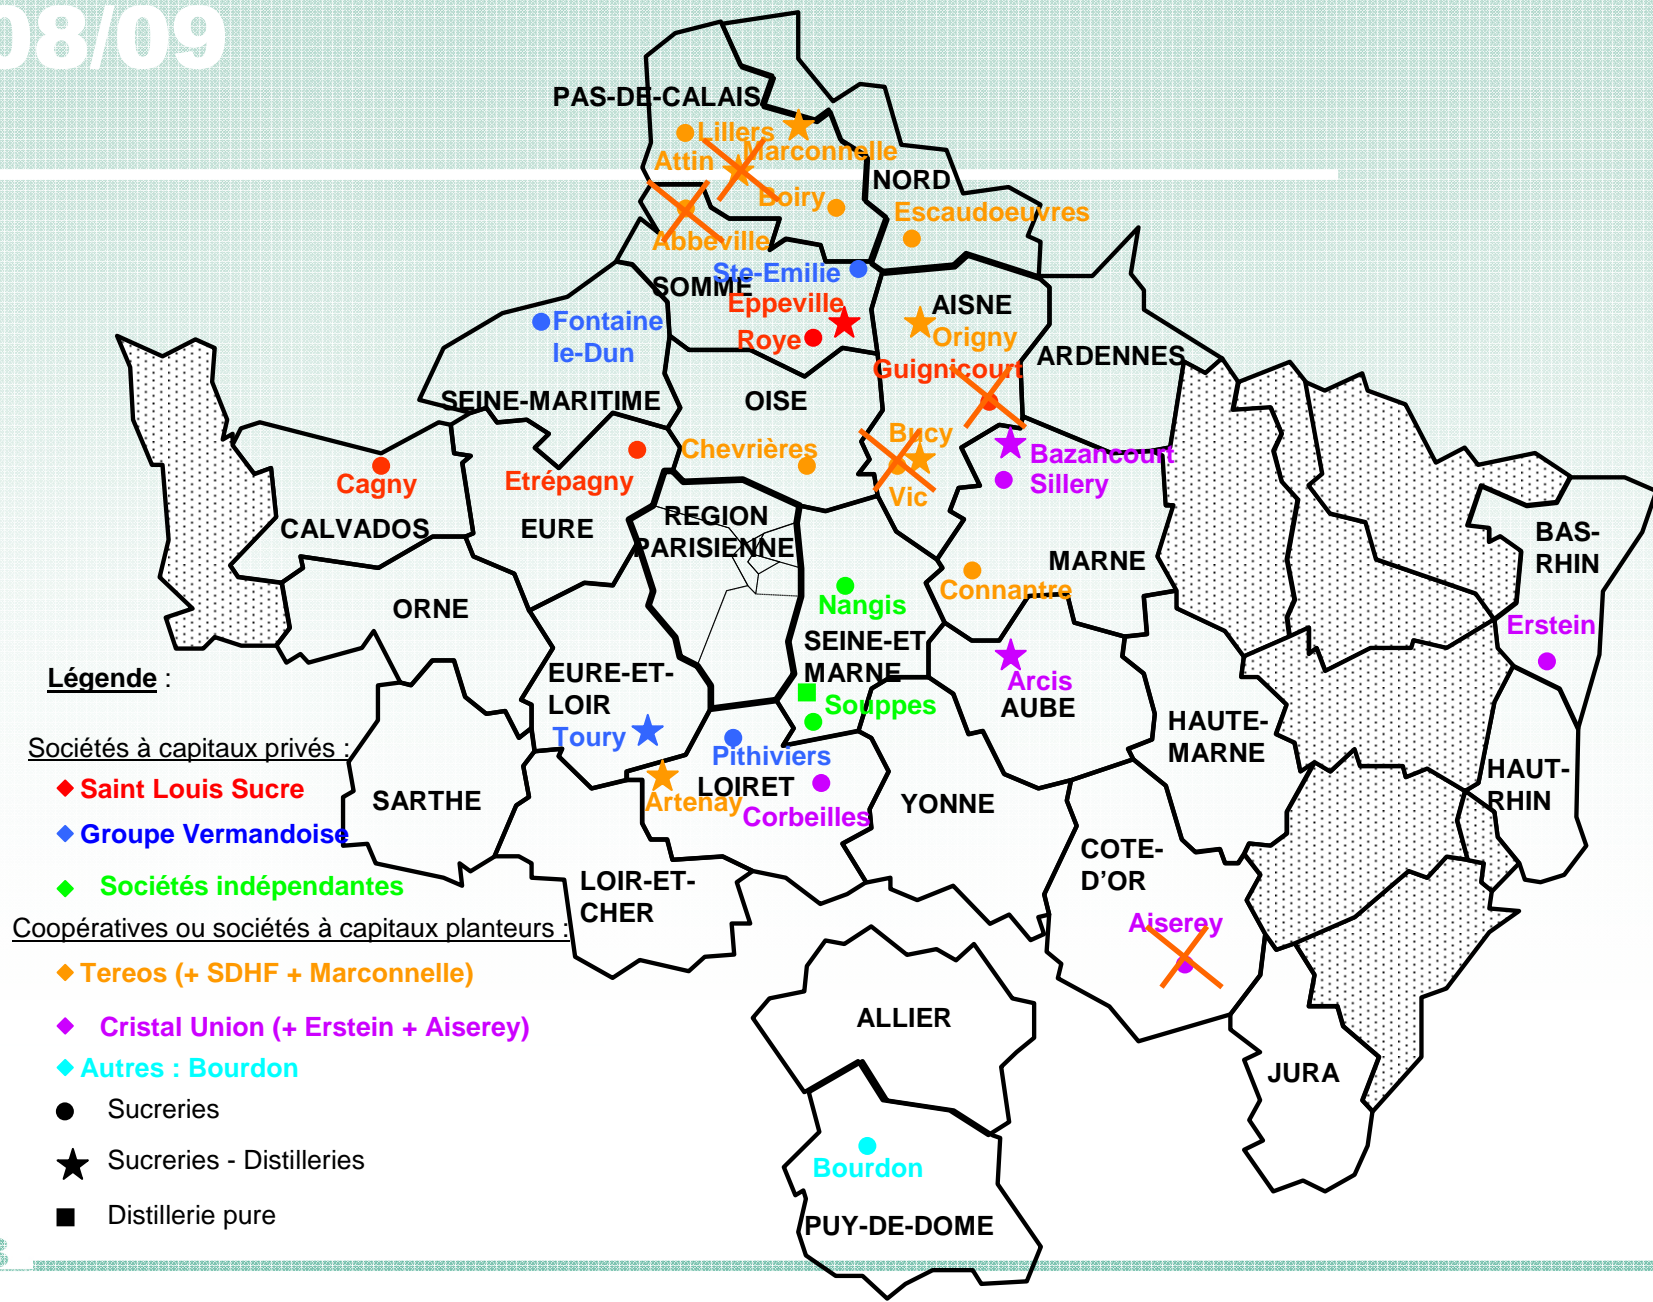 08/09
PAS-DE-CALAIS
Lillers
Marconnelle
Attin
NORD
Boiry
Escaudoeuvres
Abbeville
Ste-Emilie
SOMME
Eppeville
AISNE
Fontaine
le-Dun
Roye
Origny
ARDENNES
Guignicourt
SEINE-MARITIME
OISE
Bucy
Chevrières
Bazancourt
Cagny
Etrépagny
Sillery
Vic
CALVADOS
EURE
REGION
PARISIENNE
BAS-
RHIN
MARNE
Connantre
Nangis
ORNE
Erstein
SEINE-ET
MARNE
EURE-ET-
LOIR
Arcis
AUBE
Souppes
Toury
Pithiviers
HAUTE-
MARNE
LOIRET
Artenay
Corbeilles
YONNE
HAUT-
RHIN
SARTHE
COTE-
D'OR
LOIR-ET-
CHER
Aiserey
ALLIER
JURA
Bourdon
PUY-DE-DOME
Légende :
Sociétés à capitaux privés :
Saint Louis Sucre
Groupe Vermandoise
Sociétés indépendantes
Coopératives ou sociétés à capitaux planteurs :
Tereos (+ SDHF + Marconnelle)
Cristal Union (+ Erstein + Aiserey)
Autres : Bourdon
Sucreries
Sucreries - Distilleries
Distillerie pure